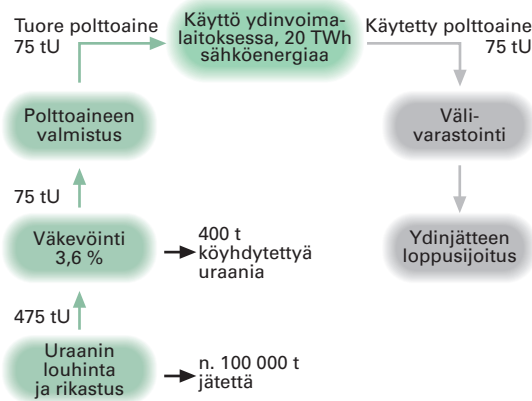 Tuore polttoaine
75 tU
Käyttö ydinvoima-
laitoksessa, 20 TWh
sähköenergiaa
Käytetty polttoaine
75 tU
Polttoaineen
valmistus
Väli-
varastointi
75 tU
Väkevöinti
3,6 %
400 t
köyhdytettyä
uraania
Ydinjätteen
loppusijoitus
475 tU
Uraanin
louhinta
ja rikastus
n. 100 000 t
jätettä